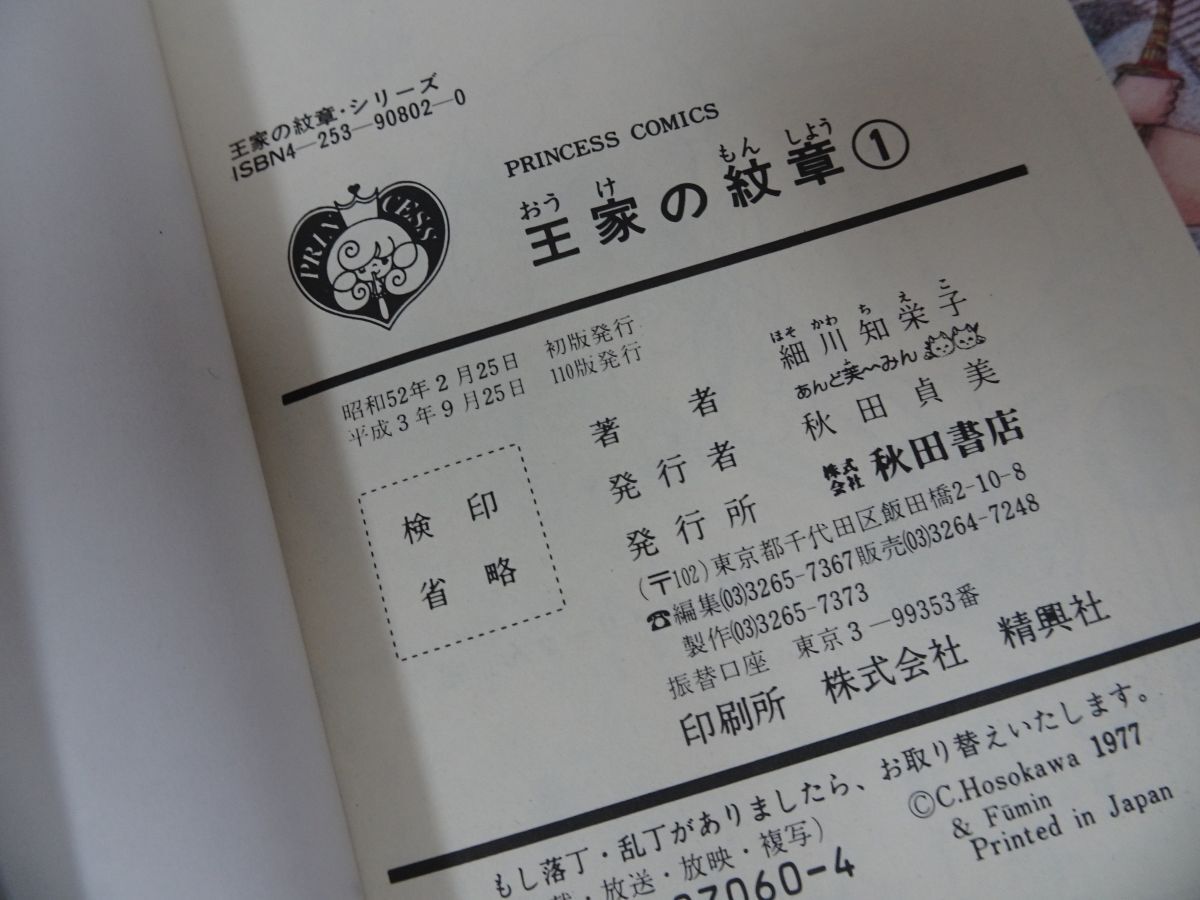 王家の紋章・シリーズ
ISBN4—253—90802—0
PRINCESS
PRINCESS COMICS
おうけ もんしよう
王家の紋章①
昭和52年2月25日 初版発行
平成3年9月25日 110版発行
検印
省略
ほそかわちえこ
著者 細川知栄子
あんど芙〜みん
ふ
発行者 秋田貞美
発行所 株式会社 秋田書店
(〒102)東京都千代田区飯田橋2-10-8
☎編集(03)3265-7367販売(03)3264-7248
製作(03)3265-7373
振替口座 東京3—99353番
印刷所 株式会社 精興社
もし落丁・乱丁がありましたら、お取り替えいたします。
・放送・放映・複写)
©C.Hosokawa 1977
& Fūmin
Printed in Japan
7060-4